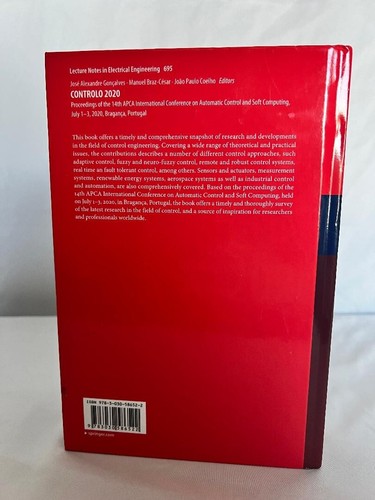 Lecture Notes in Electrical Engineering 695
José Alexandre Gonçalves · Manuel Braz-César · João Paulo Coelho Editors
CONTROLO 2020
Proceedings of the 14th APCA International Conference on Automatic Control and Soft Computing,
July 1–3, 2020, Bragança, Portugal
This book offers a timely and comprehensive snapshot of research and developments
in the field of control engineering. Covering a wide range of theoretical and practical
issues, the contributions describes a number of different control approaches, such
adaptive control, fuzzy and neuro-fuzzy control, remote and robust control systems,
real time an fault tolerant control, among others. Sensors and actuators, measurement
systems, renewable energy systems, aerospace systems as well as industrial control
and automation, are also comprehensively covered. Based on the proceedings of the
14th APCA International Conference on Automatic Control and Soft Computing, held
on July 1–3, 2020, in Bragança, Portugal, the book offers a timely and thoroughly survey
of the latest research in the field of control, and a source of inspiration for researchers
and professionals worldwide.
ISBN 978-3-030-58652-2
9 783030 586522
springer.com